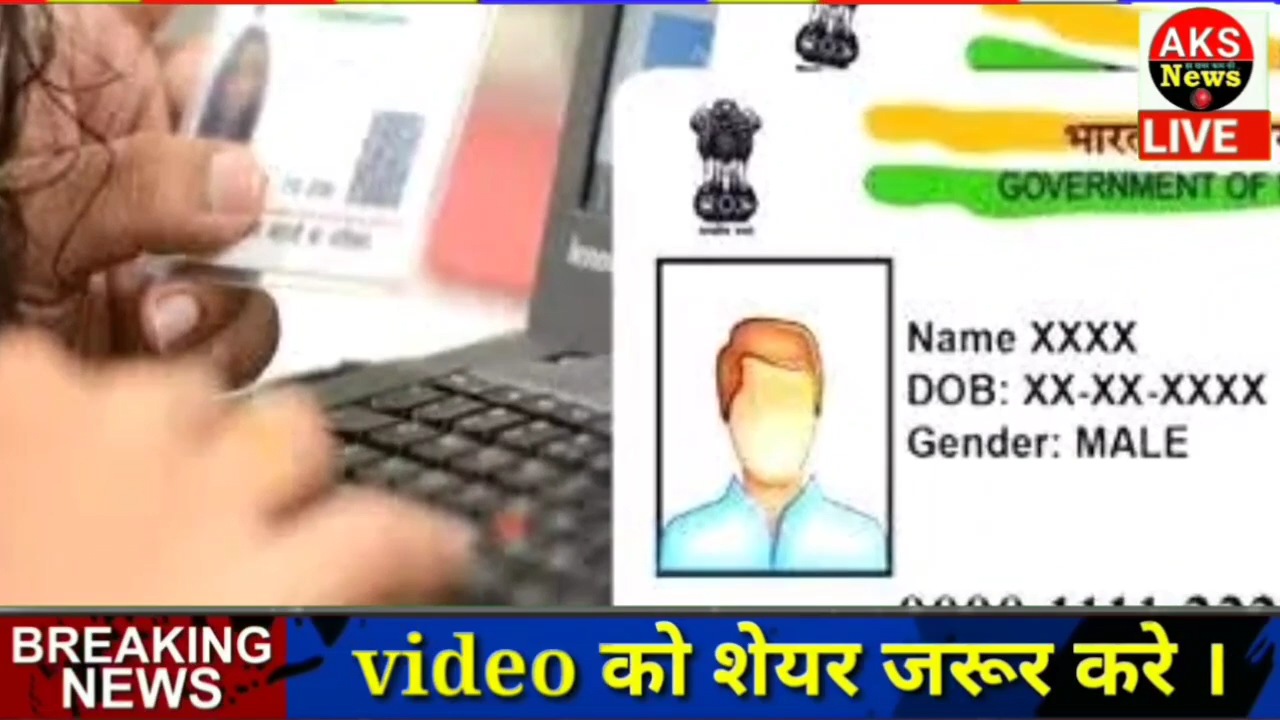 AKS
News
LIVE
भारत
GOVERNMENT OF
Name XXXX
DOB: XX-XX-XXXX
Gender: MALE
BREAKING
NEWS
video को शेयर जरूर करे ।